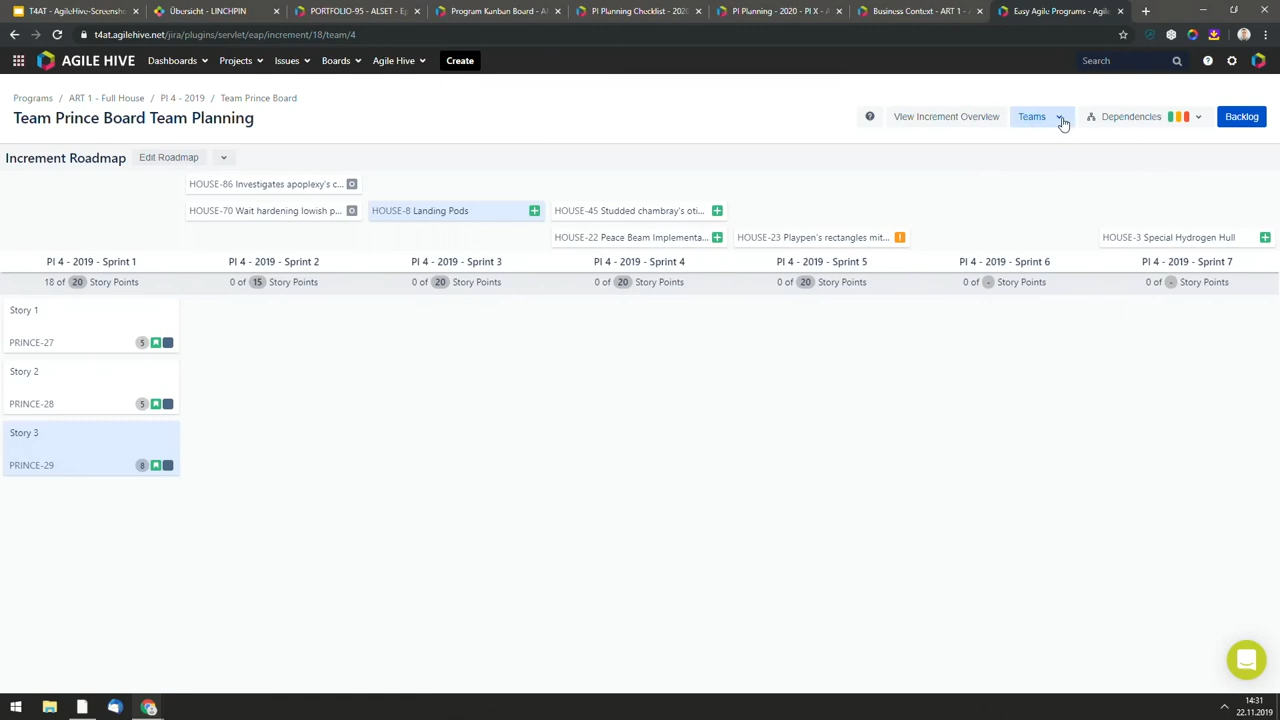 T4AT - AgileHive-Screensh
Übersicht - LINCHPIN
PORTFOLIO-95 - ALSET - Ep
Program Kunban Board - A
PI Planning Checklist - 2020
PI Planning - 2020 - PI X - A
Business Context - ART 1 - A
Easy Agile Programs - Agile
t4at.agilehive.net/jira/plugins/servlet/eap/increment/18/team/4
AGILE HIVE
Dashboards
Projects
Issues
Boards
Agile Hive
Create
Search
Programs / ART 1 - Full House / PI 4 - 2019 / Team Prince Board
Team Prince Board Team Planning
View Increment Overview
Teams
Dependencies
Backlog
Increment Roadmap
Edit Roadmap
HOUSE-86 Investigates apoplexy's c...
HOUSE-70 Wait hardening lowish p...
HOUSE-8 Landing Pods
HOUSE-45 Studded chambray's oti...
HOUSE-22 Peace Beam Implementa...
HOUSE-23 Playpen's rectangles mit...
HOUSE-3 Special Hydrogen Hull
PI 4 - 2019 - Sprint 1
PI 4 - 2019 - Sprint 2
PI 4 - 2019 - Sprint 3
PI 4 - 2019 - Sprint 4
PI 4 - 2019 - Sprint 5
PI 4 - 2019 - Sprint 6
PI 4 - 2019 - Sprint 7
18 of 20 Story Points
0 of 15 Story Points
0 of 20 Story Points
0 of 20 Story Points
0 of 20 Story Points
0 of - Story Points
0 of - Story Points
Story 1
PRINCE-27 5
Story 2
PRINCE-28 5
Story 3
PRINCE-29 8
14:31
22.11.2019